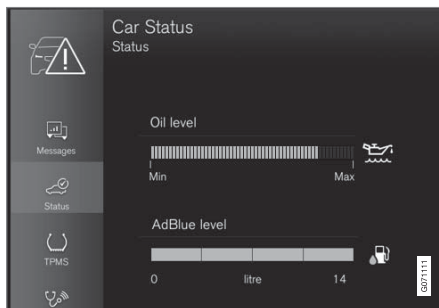 Car Status
Status
Messages
Status
TPMS
Oil level
Min Max
AdBlue level
0 litre 14
G071111